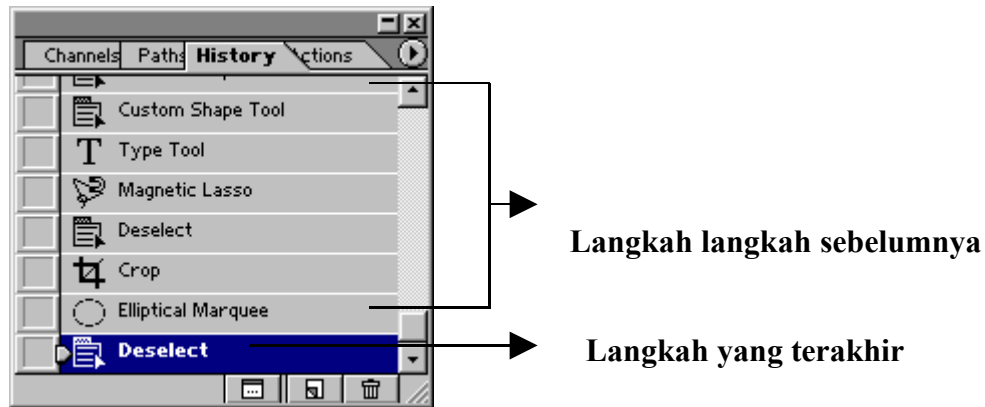 Channels Paths History ctions
Custom Shape Tool
T Type Tool
Magnetic Lasso
Deselect
Crop
Elliptical Marquee
Deselect
Langkah langkah sebelumnya
Langkah yang terakhir